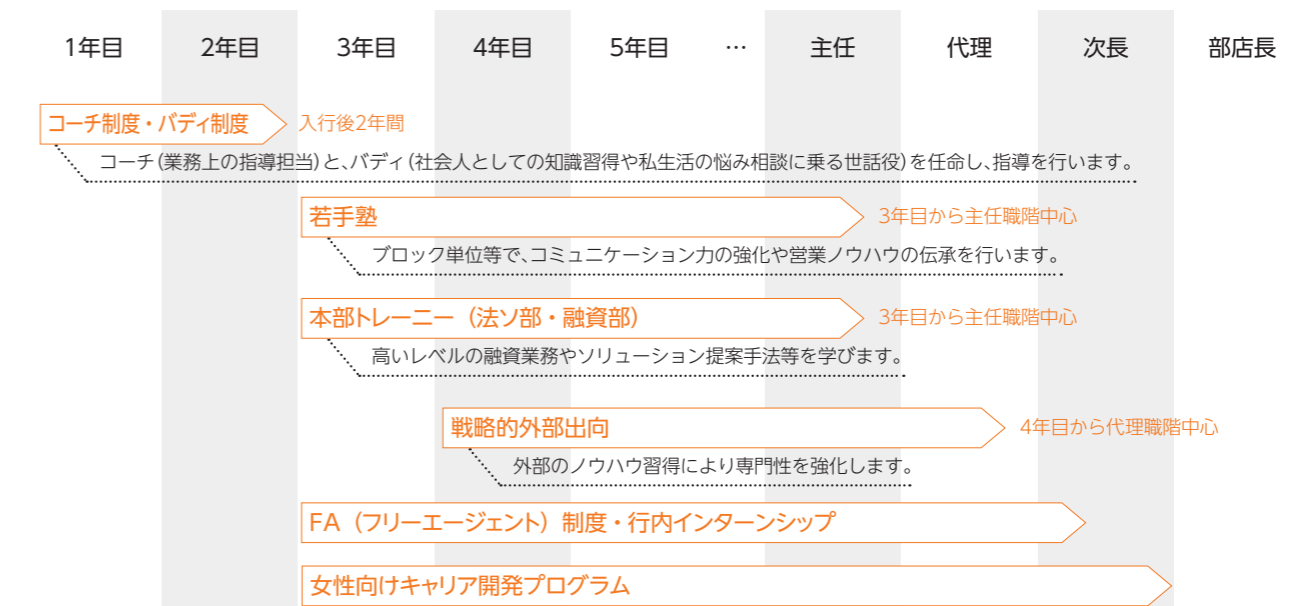 1年目 2年目 3年目 4年目 5年目 … 主任 代理 次長 部店長
コーチ制度・バディ制度 入行後2年間
コーチ（業務上の指導担当）と、バディ（社会人としての知識習得や私生活の悩み相談に乗る世話役）を任命し、指導を行います。
若手塾 3年目から主任職階中心
ブロック単位等で、コミュニケーション力の強化や営業ノウハウの伝承を行います。
本部トレーニー（法ソ部・融資部） 3年目から主任職階中心
高いレベルの融資業務やソリューション提案手法等を学びます。
戦略的外部出向 4年目から代理職階中心
外部のノウハウ習得により専門性を強化します。
FA（フリーエージェント）制度・行内インターンシップ
女性向けキャリア開発プログラム